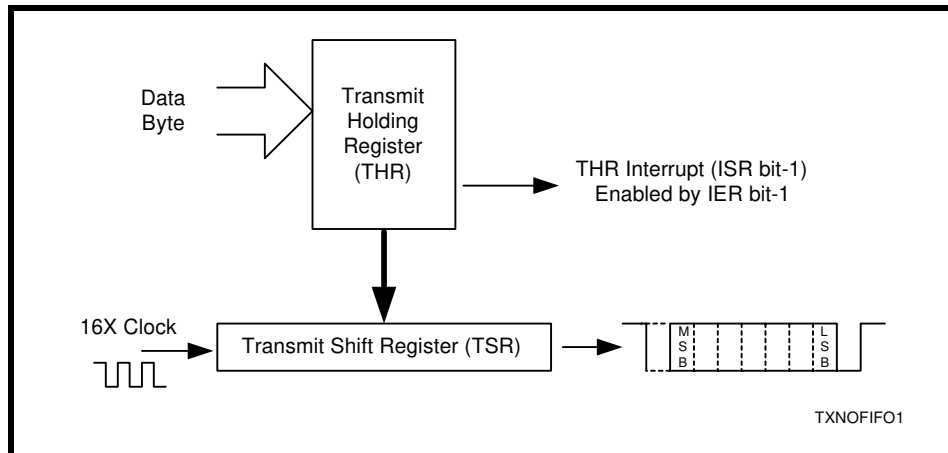 Data
Byte
Transmit
Holding
Register
(THR)
THR Interrupt (ISR bit-1)
Enabled by IER bit-1
16X Clock
Transmit Shift Register (TSR)
M
S
B
L
S
B
TXNOFIFO1